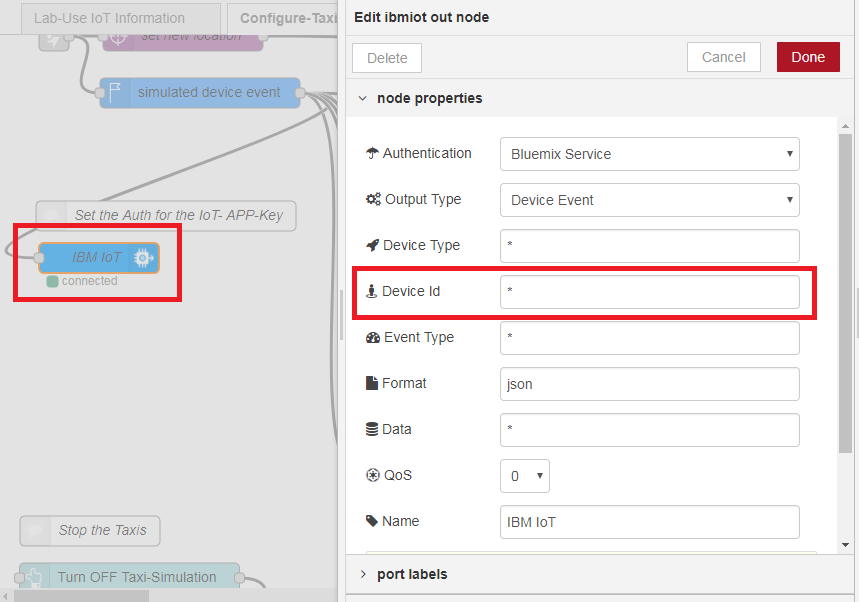 Lab-Use IoT Information
Configure-Taxi
set new location
simulated device event
Set the Auth for the IoT- APP-Key
IBM IoT
connected
Stop the Taxis
Turn OFF Taxi-Simulation
Edit ibmiot out node
Delete
Cancel
Done
node properties
Authentication
Bluemix Service
Output Type
Device Event
Device Type
*
Device Id
*
Event Type
*
Format
json
Data
*
QoS
0
Name
IBM IoT
port labels